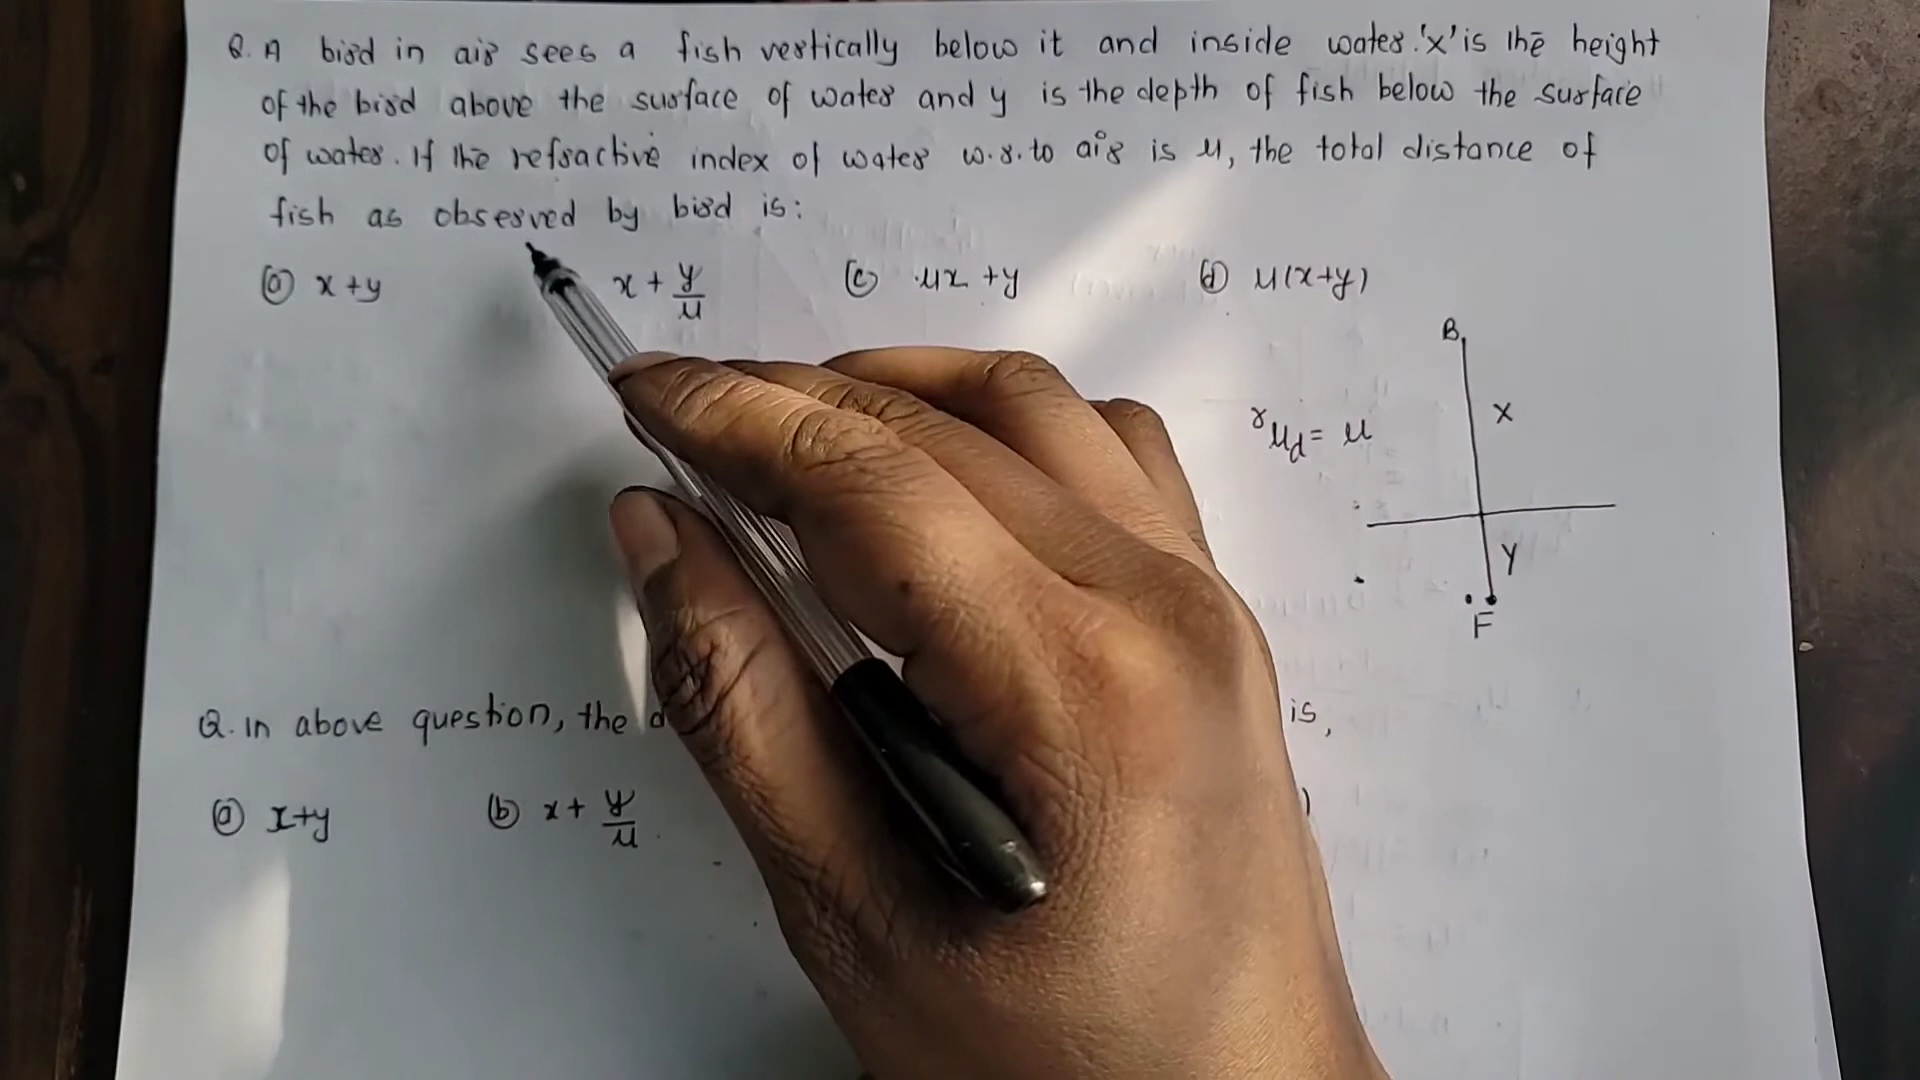 Q. A bird in air sees a fish vertically below it and inside water. 'x' is the height
of the bird above the surface of water and y is the depth of fish below the surface
of water. If the refractive index of water w.r.to air is μ, the total distance of
fish as observed by bird is:
(a) x+y x + y/μ (c) μx + y (d) μ(x+y)
B
X
ʳμd = μ
Y
F
Q. In above question, the is,
(a) x+y (b) x + y/μ )